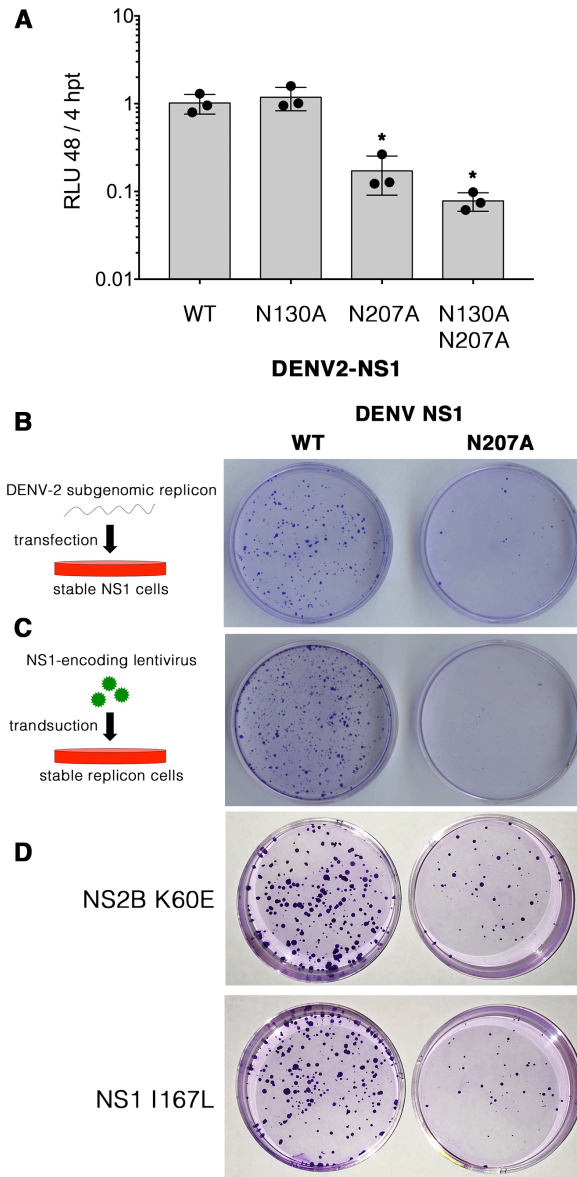 A
10
1
0.1
0.01
RLU 48 / 4 hpt
*
*
WT
N130A
N207A
N130A
N207A
DENV2-NS1
DENV NS1
B
WT
N207A
DENV-2 subgenomic replicon
transfection
stable NS1 cells
C
NS1-encoding lentivirus
trandsuction
stable replicon cells
D
NS2B K60E
NS1 I167L